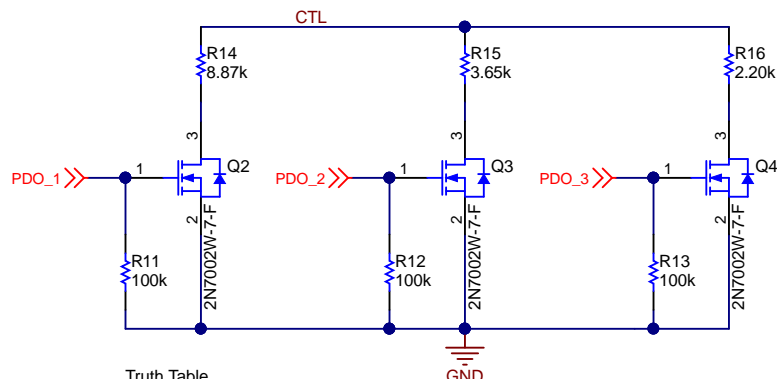 CTL
R14
8.87k
R15
3.65k
R16
2.20k
3
3
3
PDO_1
1
Q2
PDO_2
1
Q3
PDO_3
1
Q4
2
2
2
2N7002W-7-F
2N7002W-7-F
2N7002W-7-F
R11
100k
R12
100k
R13
100k
Truth Table
GND